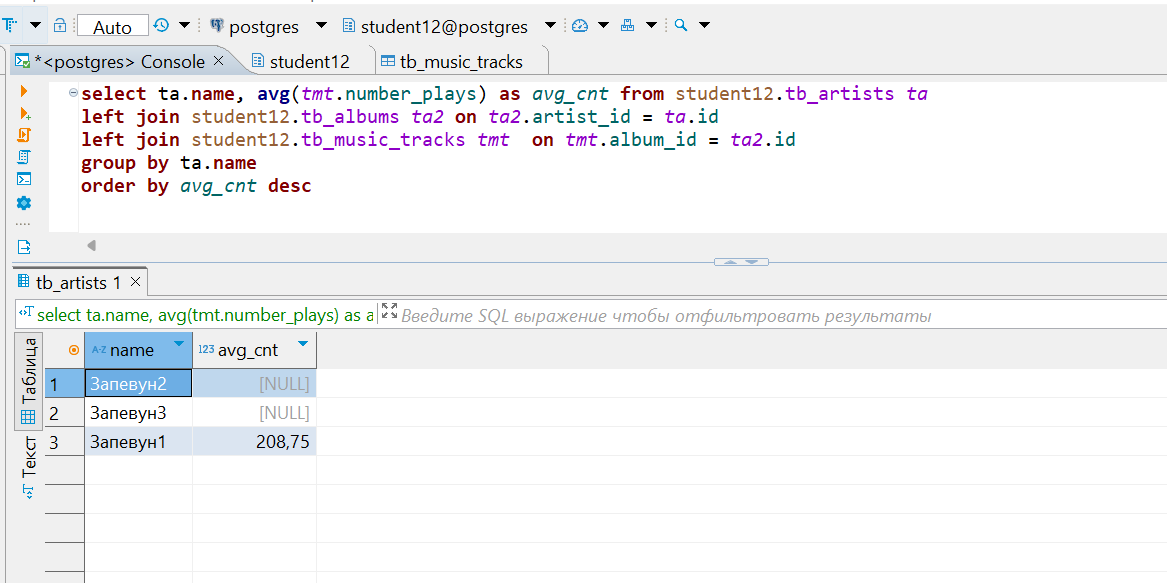 Auto postgres student12@postgres
*<postgres> Console student12 tb_music_tracks
select ta.name, avg(tmt.number_plays) as avg_cnt from student12.tb_artists ta
left join student12.tb_albums ta2 on ta2.artist_id = ta.id
left join student12.tb_music_tracks tmt  on tmt.album_id = ta2.id
group by ta.name
order by avg_cnt desc
tb_artists 1
select ta.name, avg(tmt.number_plays) as a Введите SQL выражение чтобы отфильтровать результаты
Таблица
Текст
A-Z name 123 avg_cnt
1 Запевун2 [NULL]
2 Запевун3 [NULL]
3 Запевун1 208,75